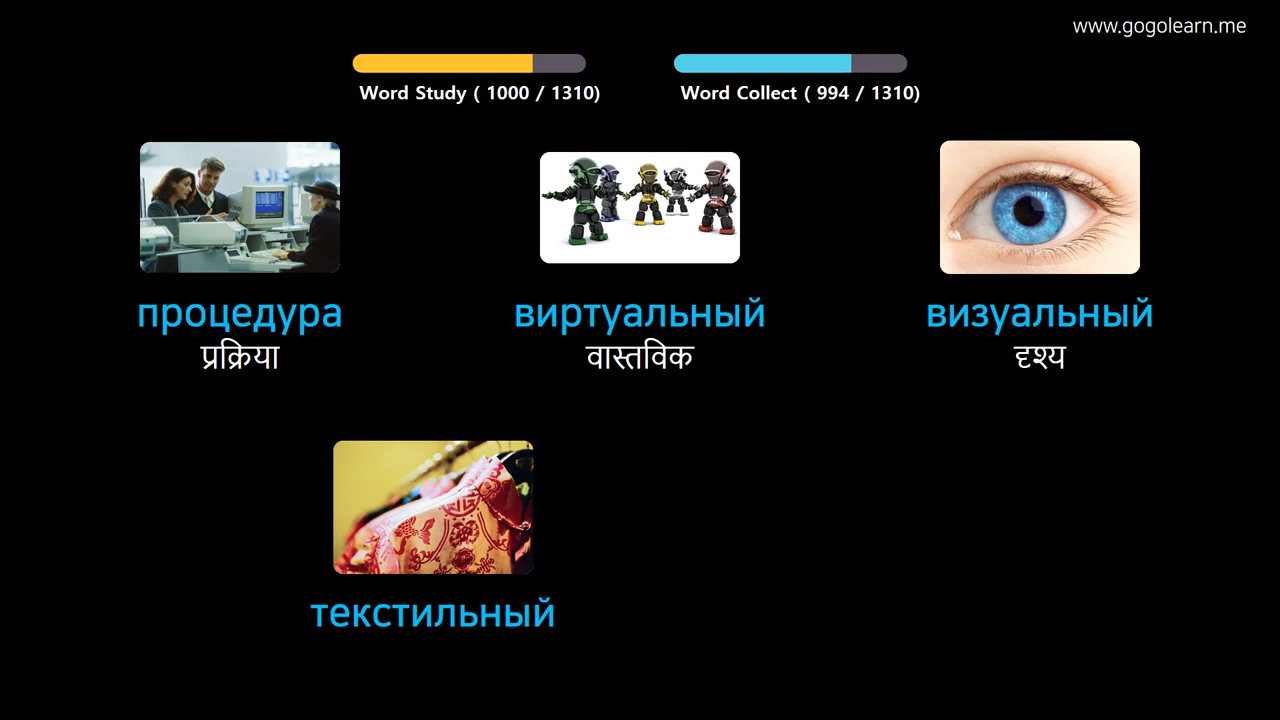 www.gogolearn.me
Word Study ( 1000 / 1310)
Word Collect ( 994 / 1310)
процедура
प्रक्रिया
виртуальный
वास्तविक
визуальный
दृश्य
текстильный